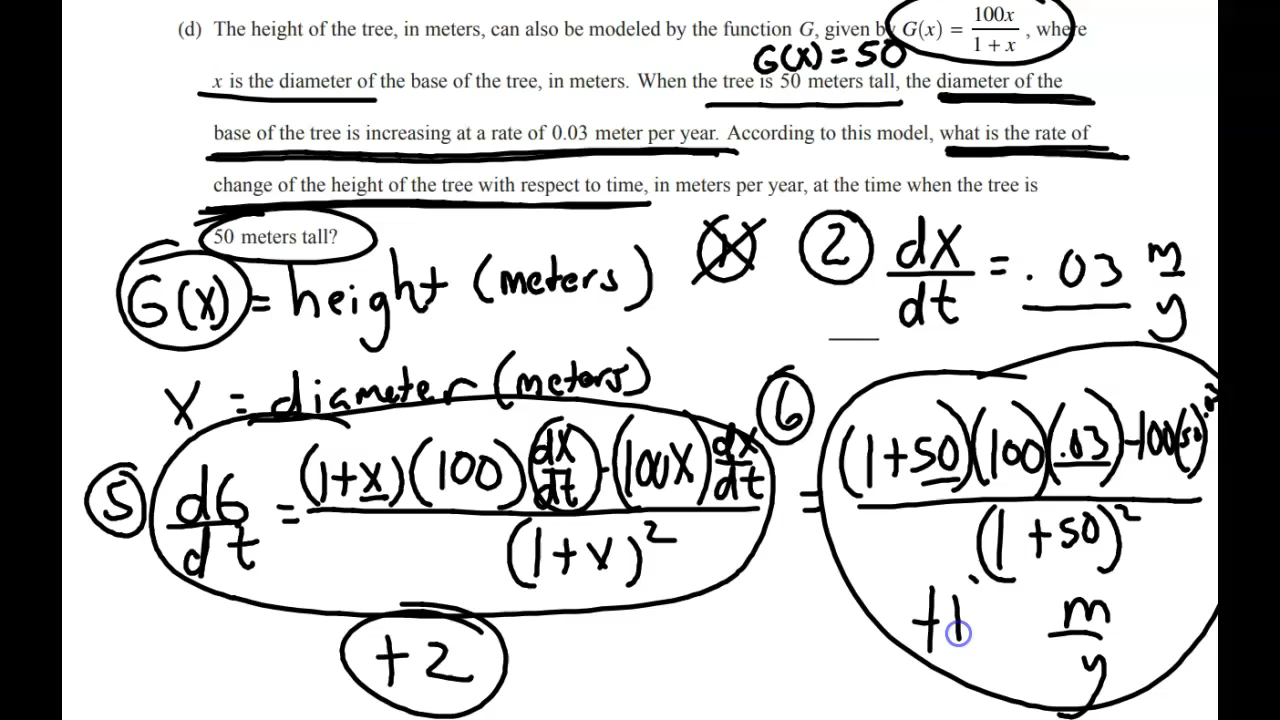 (d) The height of the tree, in meters, can also be modeled by the function G, given by G(x) = 100x / 1 + x, where
G(x) = 50
x is the diameter of the base of the tree, in meters. When the tree is 50 meters tall, the diameter of the
base of the tree is increasing at a rate of 0.03 meter per year. According to this model, what is the rate of
change of the height of the tree with respect to time, in meters per year, at the time when the tree is
50 meters tall?
G(x) = height (meters)
X
2 dx/dt = .03 m/y
x = diameter (meters)
5 dG/dt = (1+x)(100)(dx/dt) - (100x) dx/dt / (1+x)²
6 = (1+50)(100)(.03) - 100(50).03 / (1+50)²
+1 m/y
+2